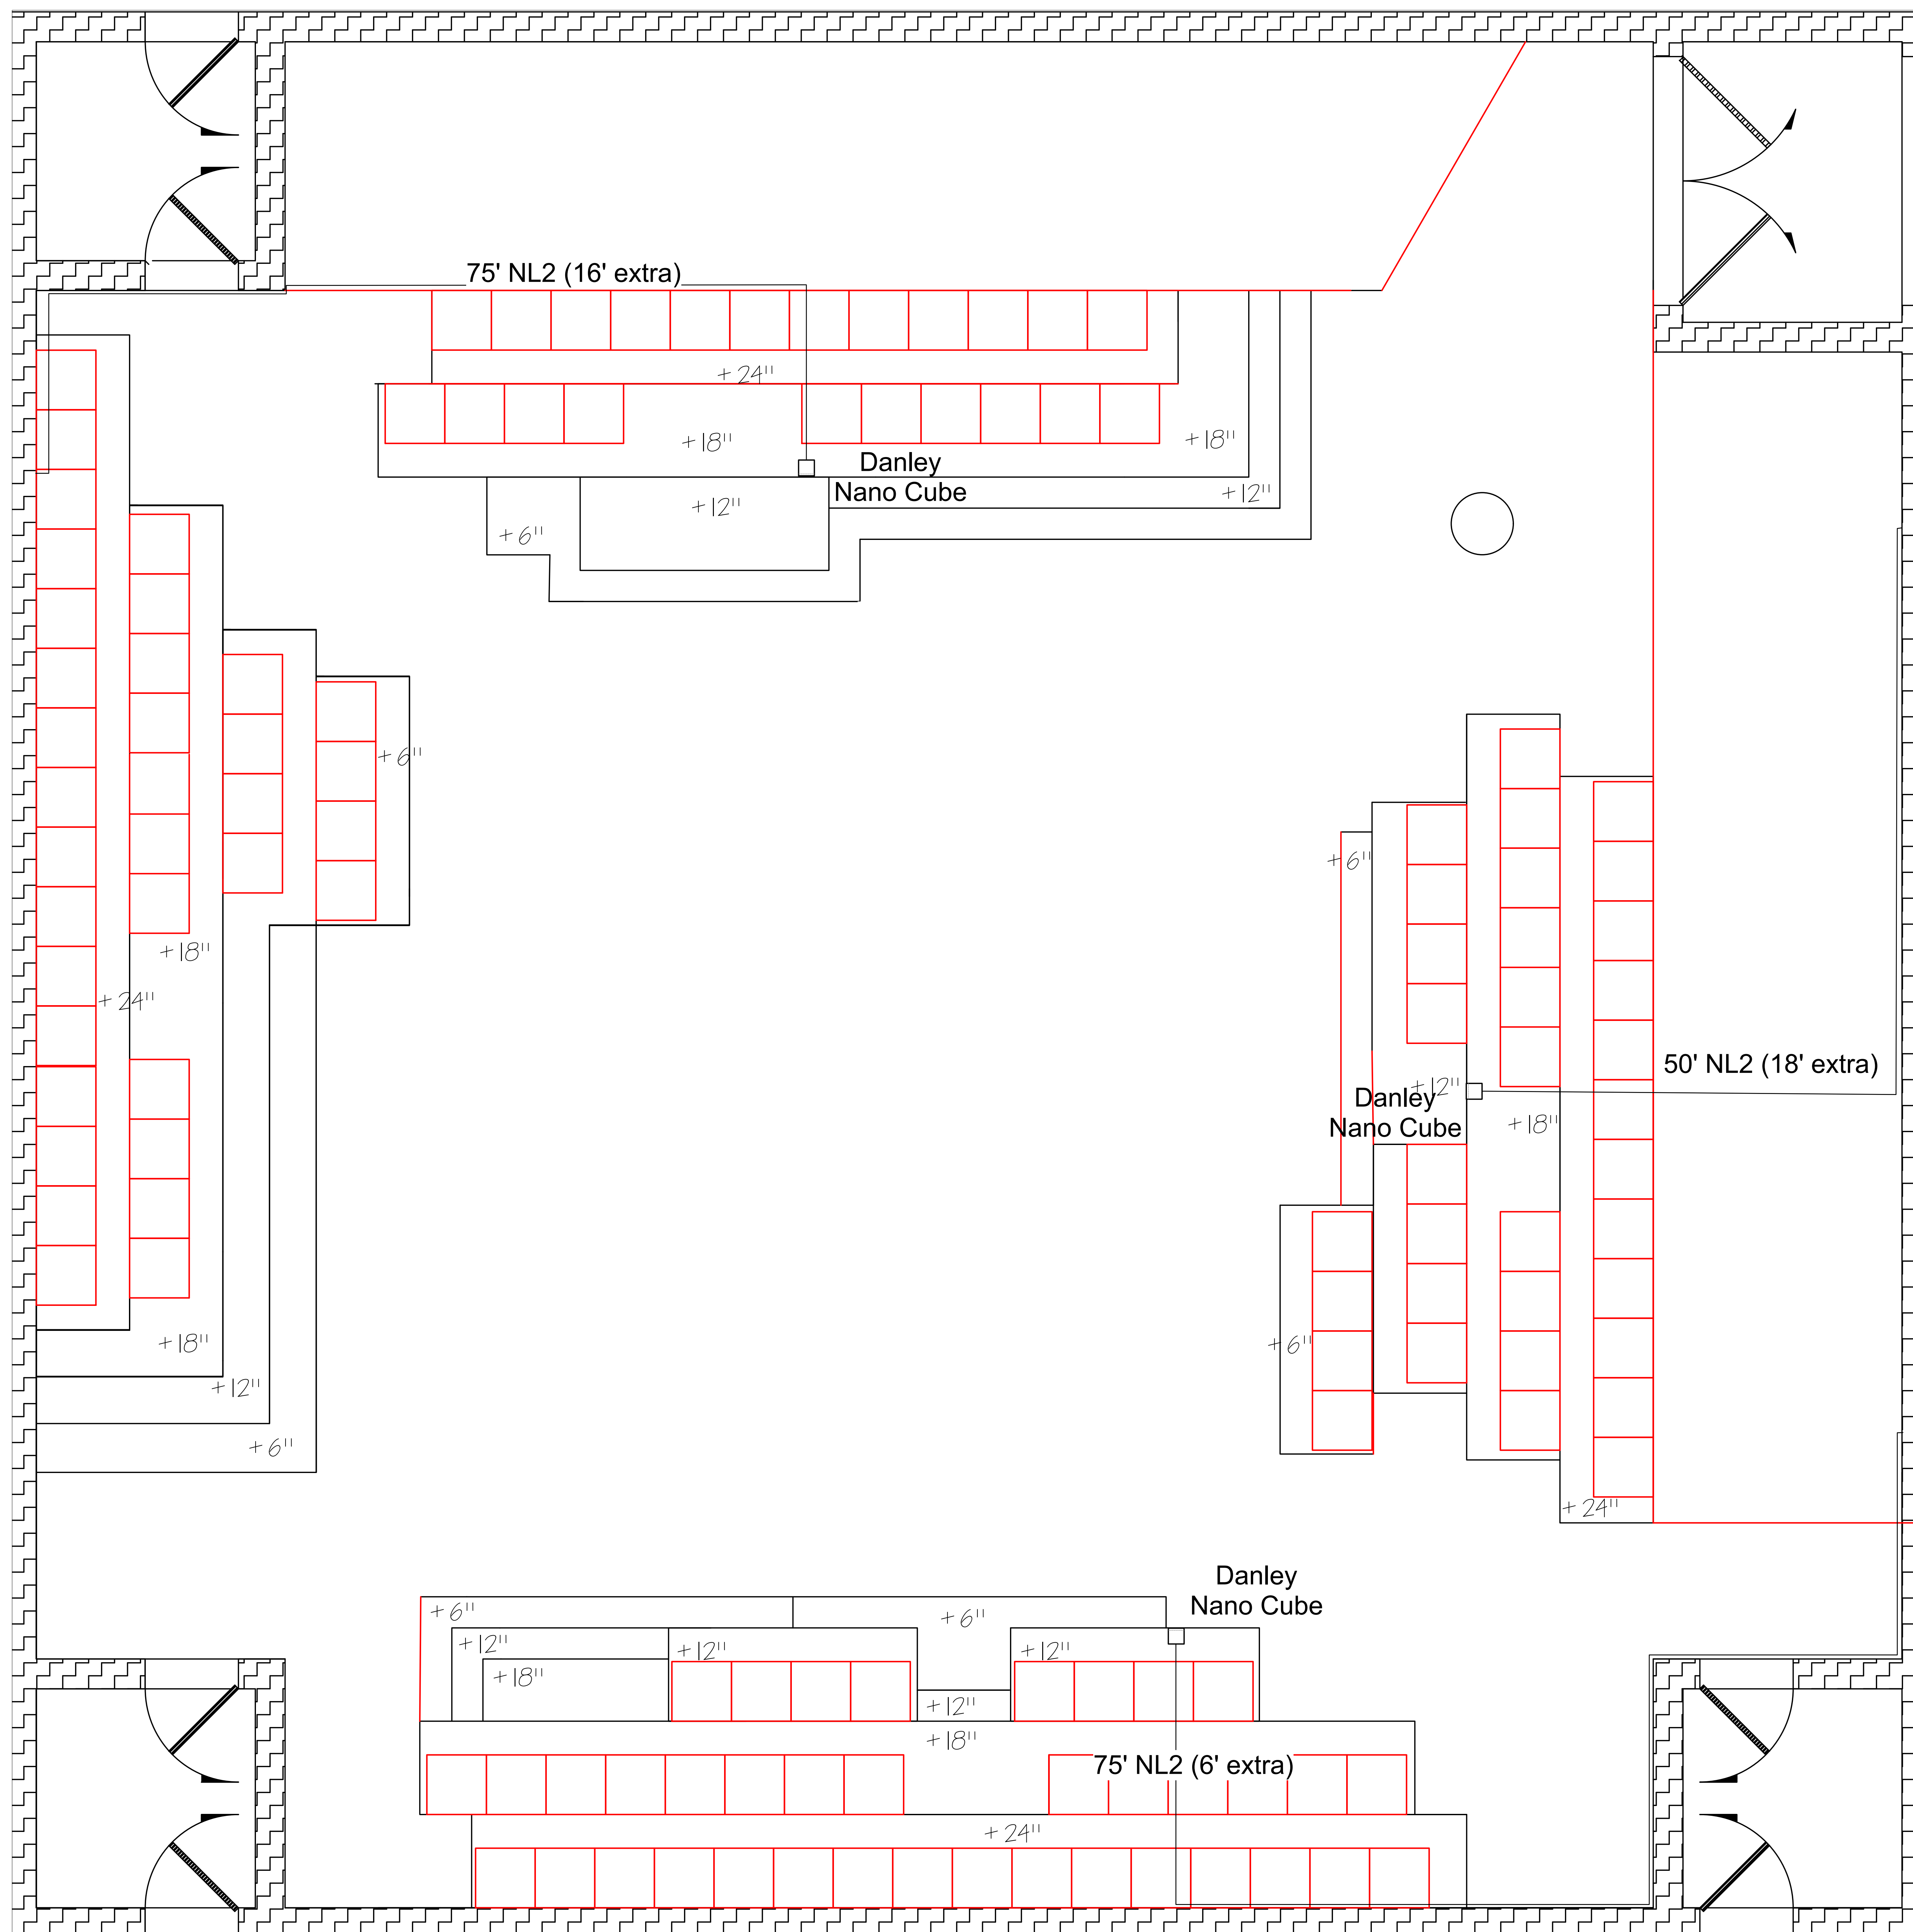 75' NL2 (16' extra)
+24"
+18"
+18"
Danley
Nano Cube
+12"
+12"
+6"
+6"
+6"
+18"
+24"
50' NL2 (18' extra)
+12"
Danley
Nano Cube
+18"
+18"
+6"
+12"
+6"
+24"
Danley
Nano Cube
+6"
+6"
+12"
+12"
+12"
+18"
+12"
+18"
75' NL2 (6' extra)
+24"